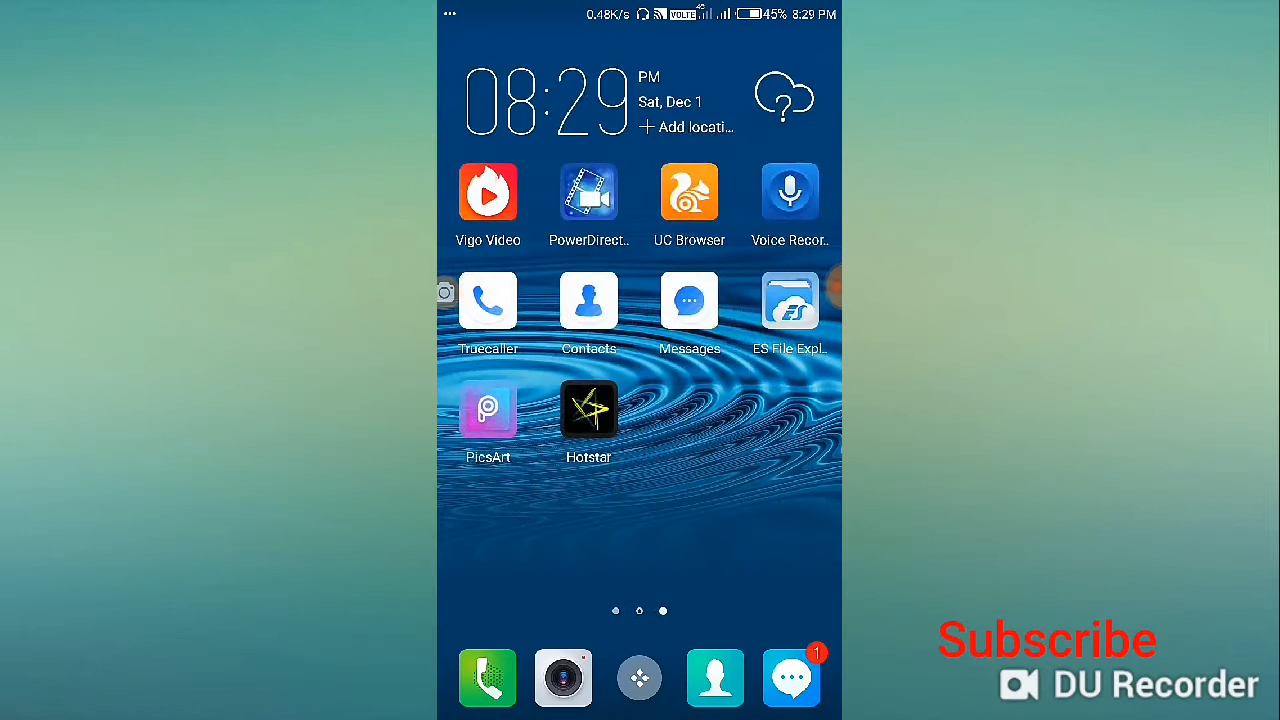 0.48K/s VOLTE 4G 45% 8:29 PM
08:29
PM
Sat, Dec 1
+ Add locati...
Vigo Video PowerDirect.. UC Browser Voice Recor..
Truecaller Contacts Messages ES File Expl..
PicsArt Hotstar
1
Subscribe
DU Recorder